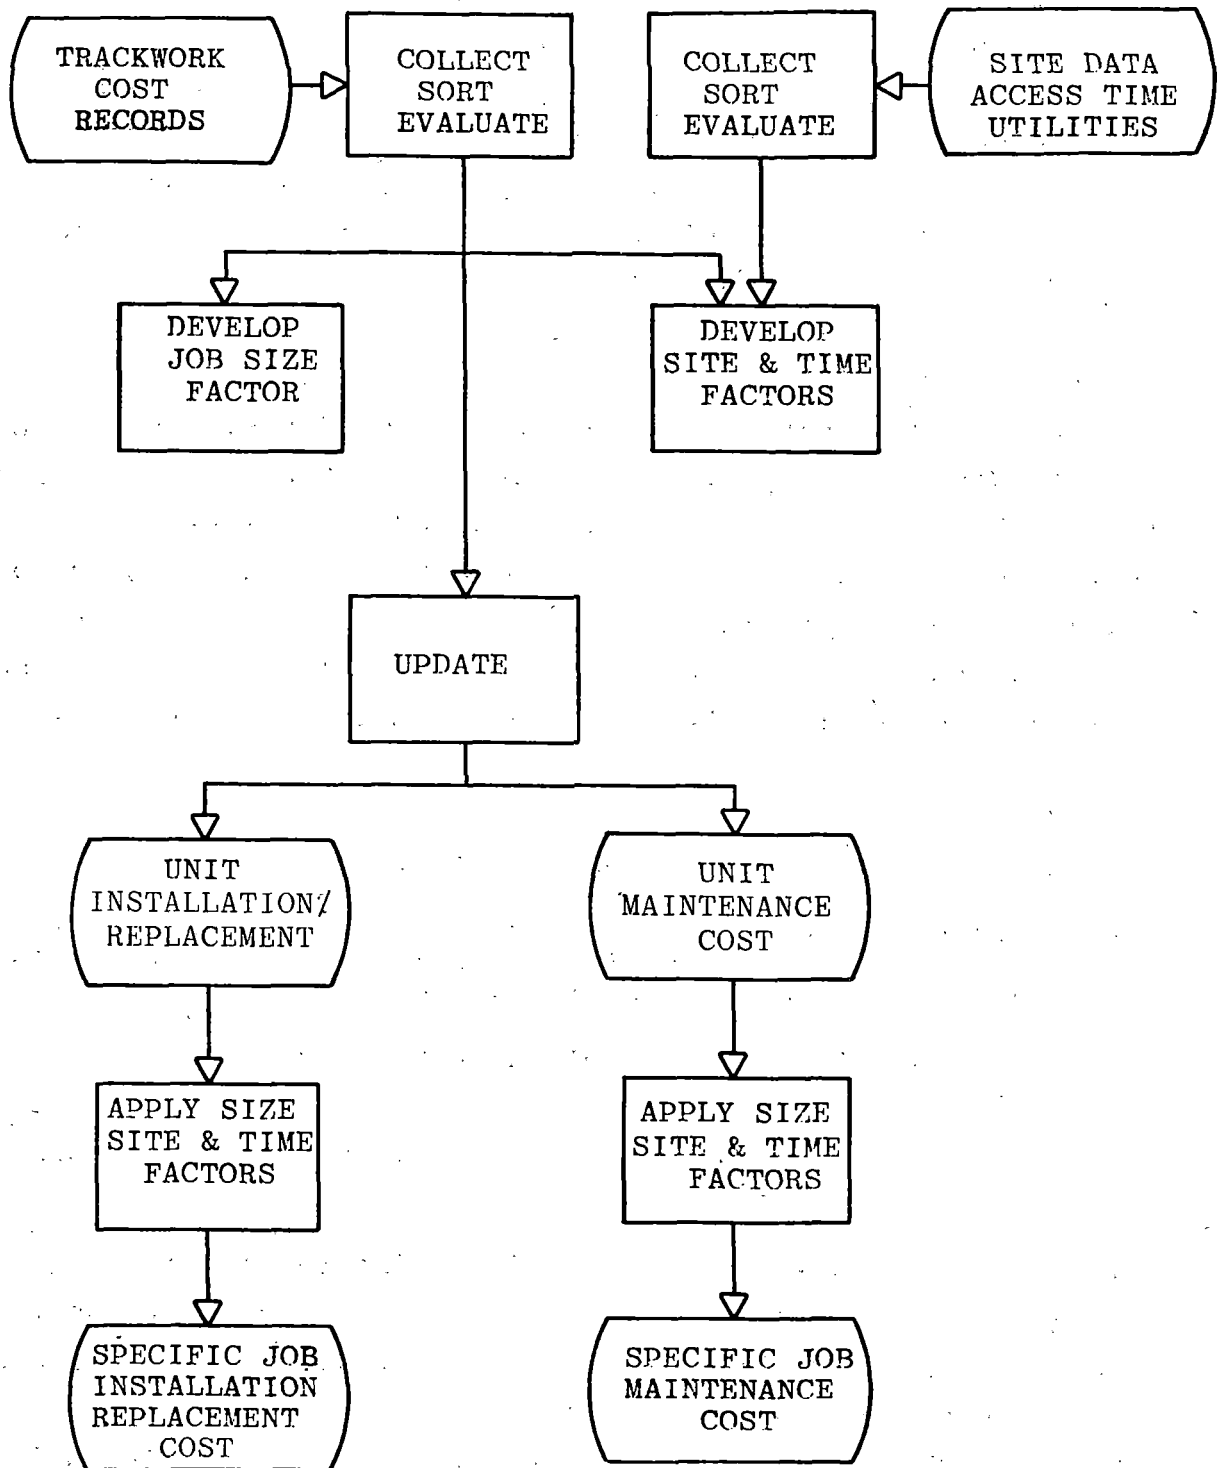 TRACKWORK
COST
RECORDS
COLLECT
SORT
EVALUATE
COLLECT
SORT
EVALUATE
SITE DATA
ACCESS TIME
UTILITIES
DEVELOP
JOB SIZE
FACTOR
DEVELOP
SITE & TIME
FACTORS
UPDATE
UNIT
INSTALLATION/
REPLACEMENT
UNIT
MAINTENANCE
COST
APPLY SIZE
SITE & TIME
FACTORS
APPLY SIZE
SITE & TIME
FACTORS
SPECIFIC JOB
INSTALLATION
REPLACEMENT
COST
SPECIFIC JOB
MAINTENANCE
COST